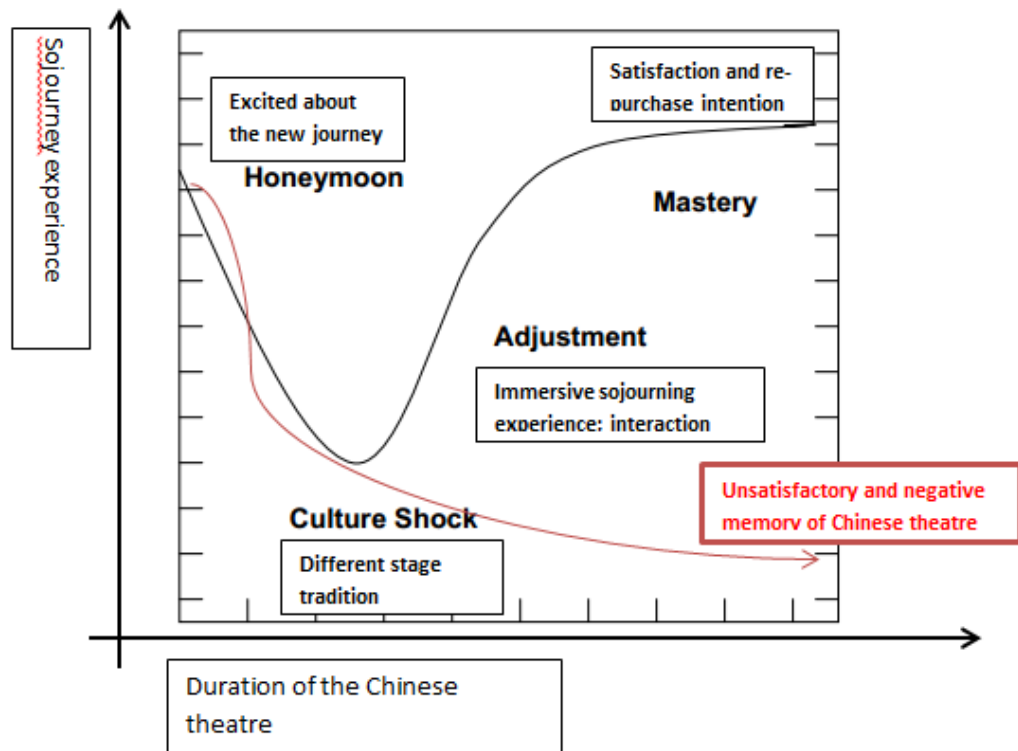 Sojourney experience
Excited about
the new journey
Honeymoon
Satisfaction and re-
purchase intention
Mastery
Adjustment
Immersive sojourning
experience: interaction
Unsatisfactory and negative
memory of Chinese theatre
Culture Shock
Different stage
tradition
Duration of the Chinese
theatre